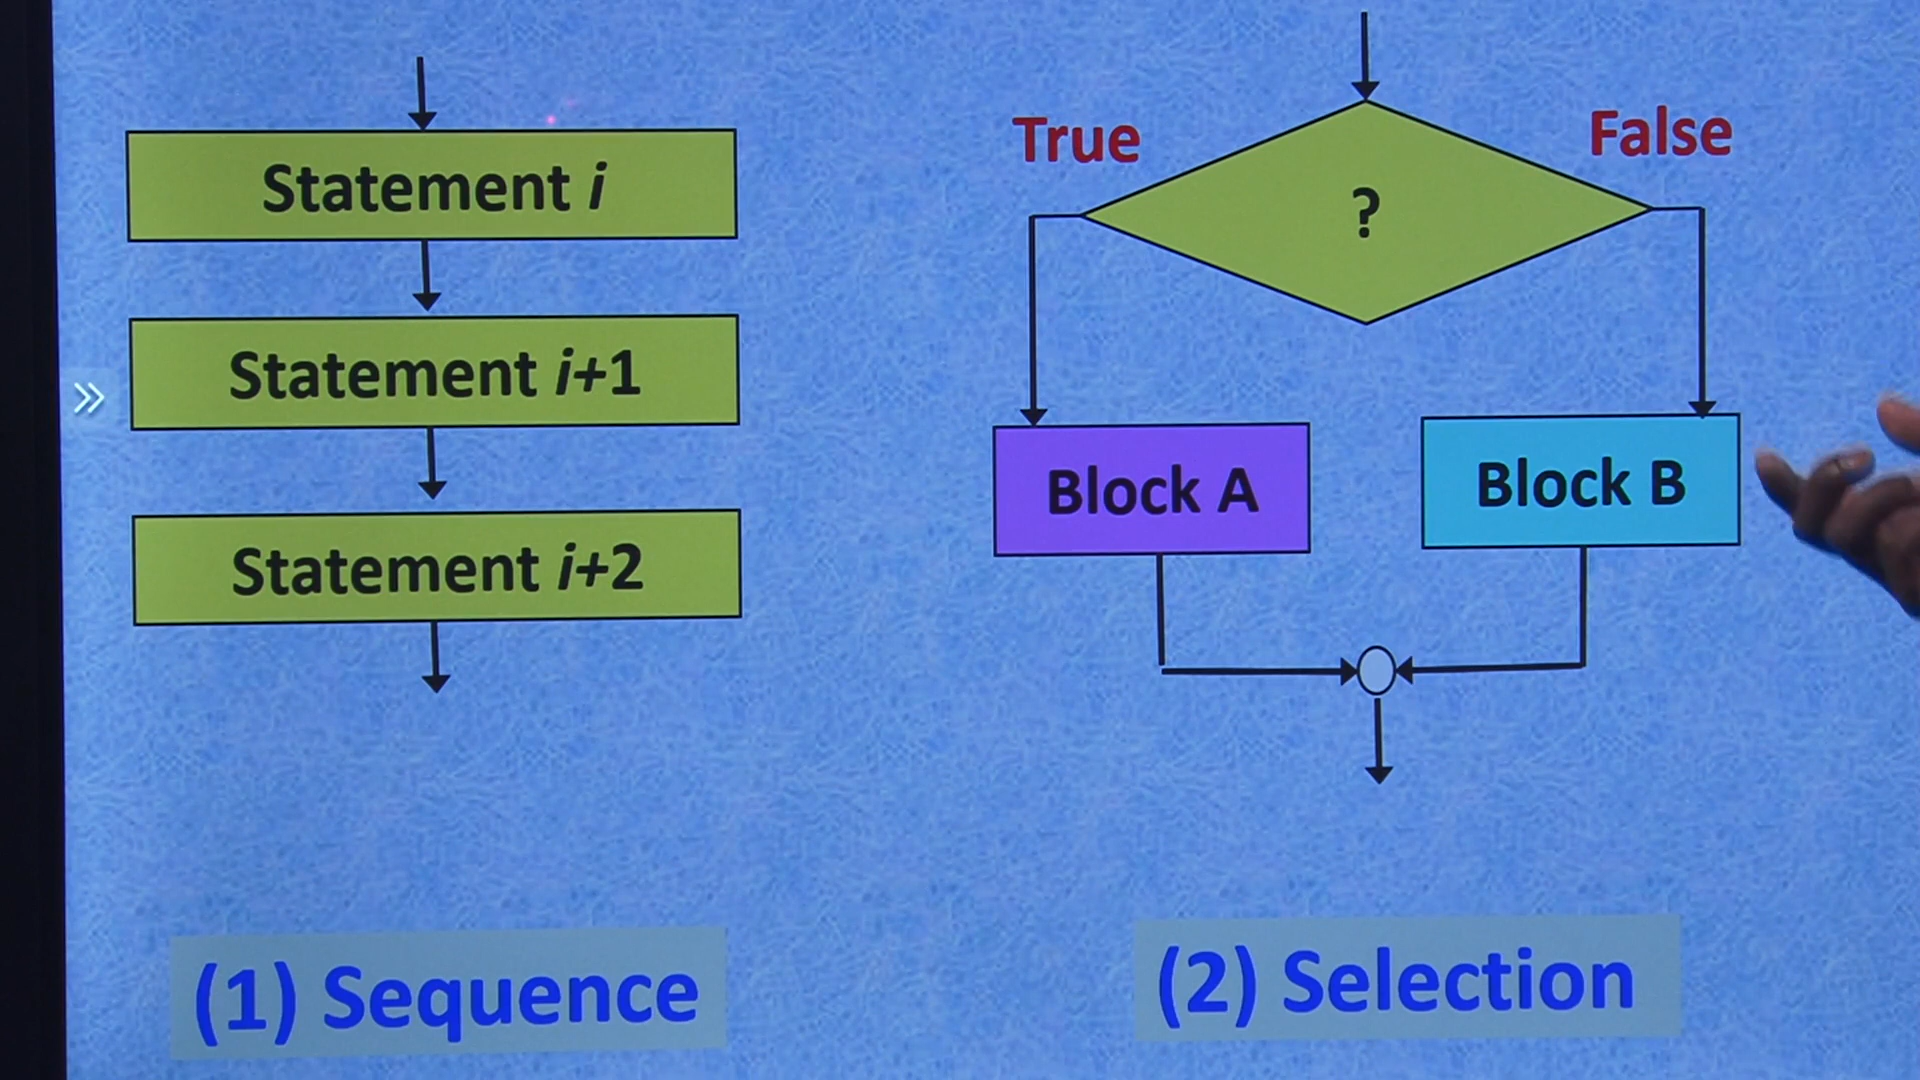 Statement i
Statement i+1
Statement i+2
(1) Sequence
True
False
?
Block A
Block B
(2) Selection